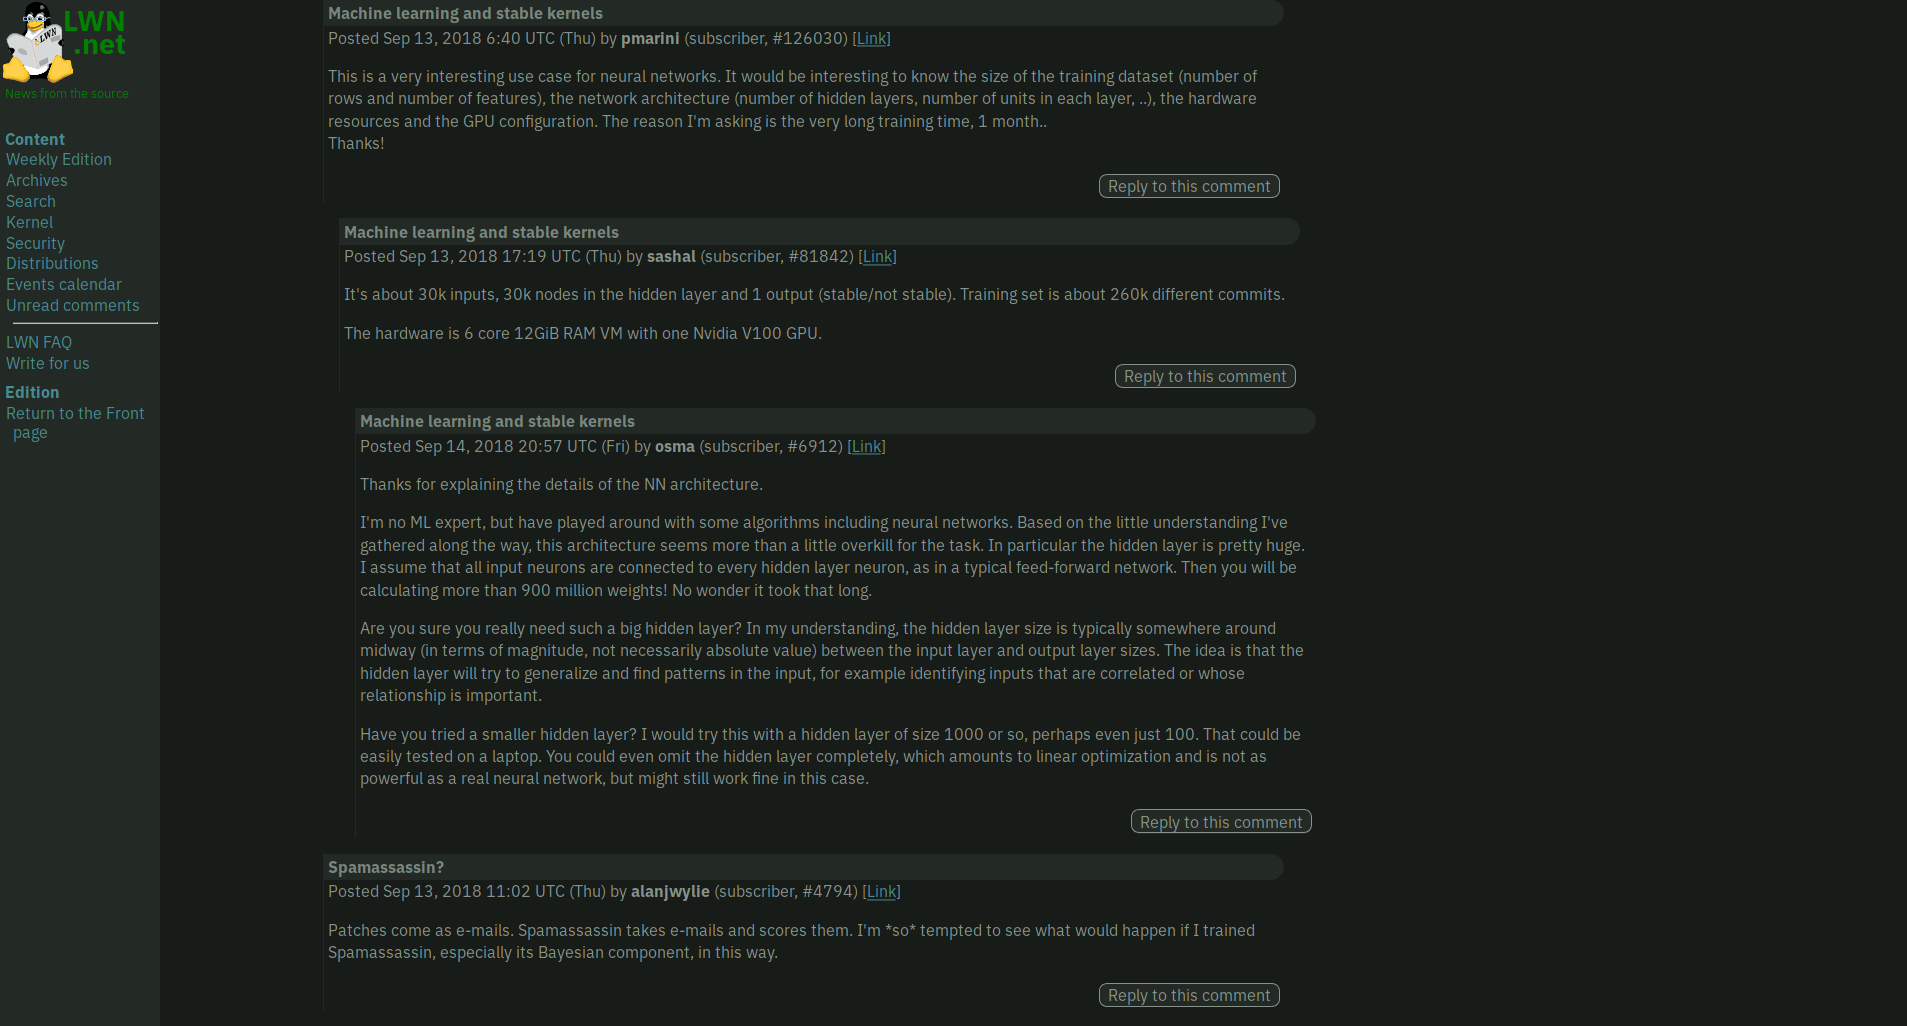 LWN
.net
LWN
News from the source
Content
Weekly Edition
Archives
Search
Kernel
Security
Distributions
Events calendar
Unread comments
LWN FAQ
Write for us
Edition
Return to the Front
page
Machine learning and stable kernels
Posted Sep 13, 2018 6:40 UTC (Thu) by pmarini (subscriber, #126030) [Link]
This is a very interesting use case for neural networks. It would be interesting to know the size of the training dataset (number of
rows and number of features), the network architecture (number of hidden layers, number of units in each layer, ..), the hardware
resources and the GPU configuration. The reason I'm asking is the very long training time, 1 month..
Thanks!
Reply to this comment
Machine learning and stable kernels
Posted Sep 13, 2018 17:19 UTC (Thu) by sashal (subscriber, #81842) [Link]
It's about 30k inputs, 30k nodes in the hidden layer and 1 output (stable/not stable). Training set is about 260k different commits.
The hardware is 6 core 12GiB RAM VM with one Nvidia V100 GPU.
Reply to this comment
Machine learning and stable kernels
Posted Sep 14, 2018 20:57 UTC (Fri) by osma (subscriber, #6912) [Link]
Thanks for explaining the details of the NN architecture.
I'm no ML expert, but have played around with some algorithms including neural networks. Based on the little understanding I've
gathered along the way, this architecture seems more than a little overkill for the task. In particular the hidden layer is pretty huge.
I assume that all input neurons are connected to every hidden layer neuron, as in a typical feed-forward network. Then you will be
calculating more than 900 million weights! No wonder it took that long.
Are you sure you really need such a big hidden layer? In my understanding, the hidden layer size is typically somewhere around
midway (in terms of magnitude, not necessarily absolute value) between the input layer and output layer sizes. The idea is that the
hidden layer will try to generalize and find patterns in the input, for example identifying inputs that are correlated or whose
relationship is important.
Have you tried a smaller hidden layer? I would try this with a hidden layer of size 1000 or so, perhaps even just 100. That could be
easily tested on a laptop. You could even omit the hidden layer completely, which amounts to linear optimization and is not as
powerful as a real neural network, but might still work fine in this case.
Reply to this comment
Spamassassin?
Posted Sep 13, 2018 11:02 UTC (Thu) by alanjwylie (subscriber, #4794) [Link]
Patches come as e-mails. Spamassassin takes e-mails and scores them. I'm *so* tempted to see what would happen if I trained
Spamassassin, especially its Bayesian component, in this way.
Reply to this comment